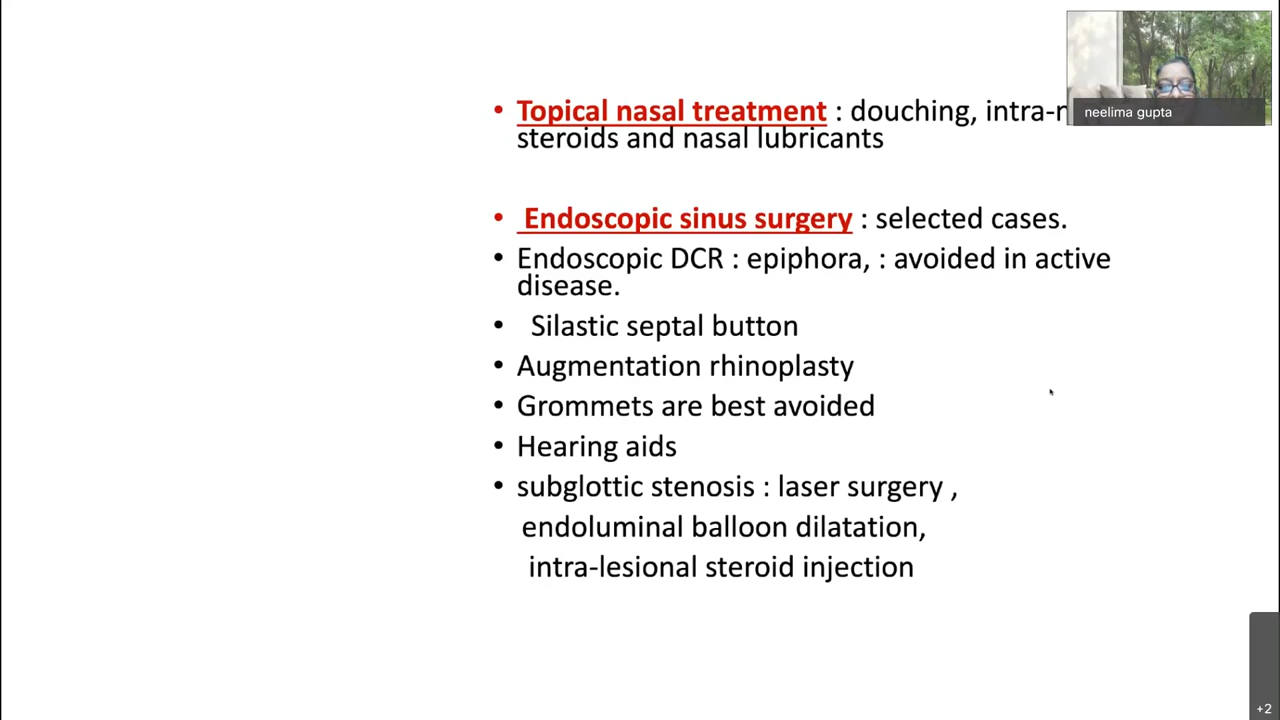 • Topical nasal treatment : douching, intra-
steroids and nasal lubricants
neelima gupta
• Endoscopic sinus surgery : selected cases.
• Endoscopic DCR : epiphora, : avoided in active
disease.
• Silastic septal button
• Augmentation rhinoplasty
• Grommets are best avoided
• Hearing aids
• subglottic stenosis : laser surgery ,
endoluminal balloon dilatation,
intra-lesional steroid injection
+2